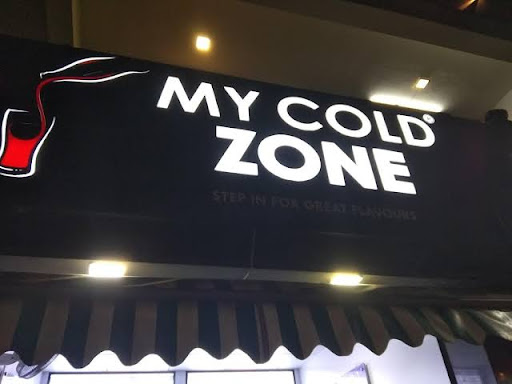 MY COLD
ZONE
STEP IN FOR GREAT FLAVOURS